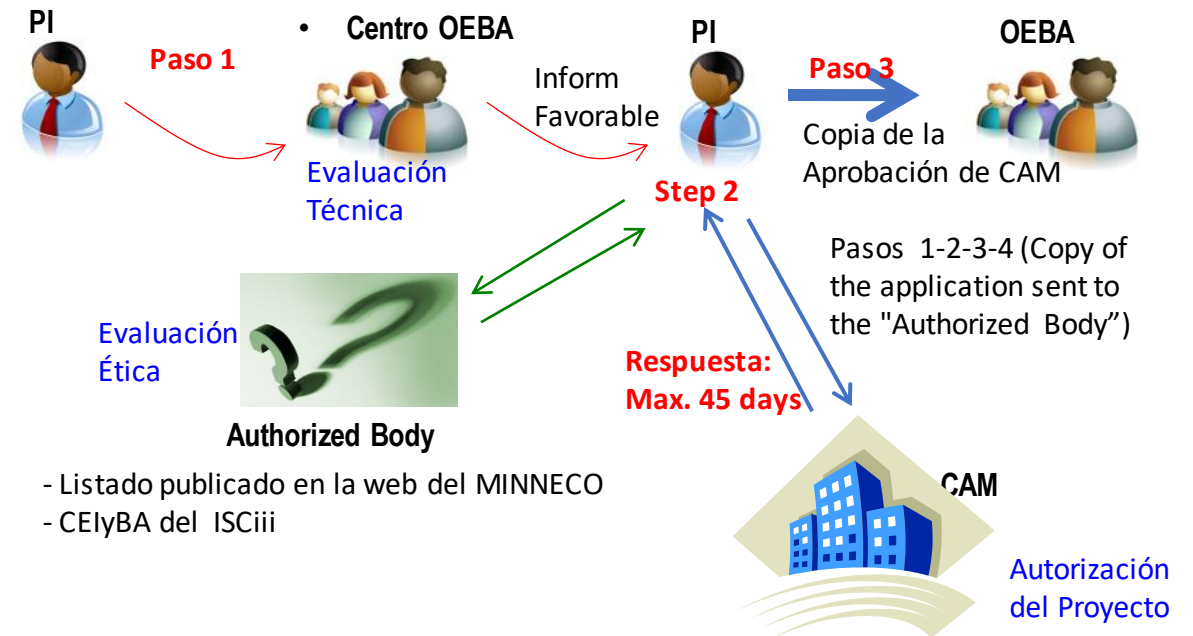 PI
• Centro OEBA
PI
OEBA
Paso 1
Inform
Favorable
Paso 3
Copia de la
Aprobación de CAM
Evaluación
Técnica
Step 2
Pasos 1-2-3-4 (Copy of
the application sent to
the "Authorized Body”)
Evaluación
Ética
Respuesta:
Max. 45 days
Authorized Body
- Listado publicado en la web del MINNECO
- CEIyBA del ISCiii
CAM
Autorización
del Proyecto